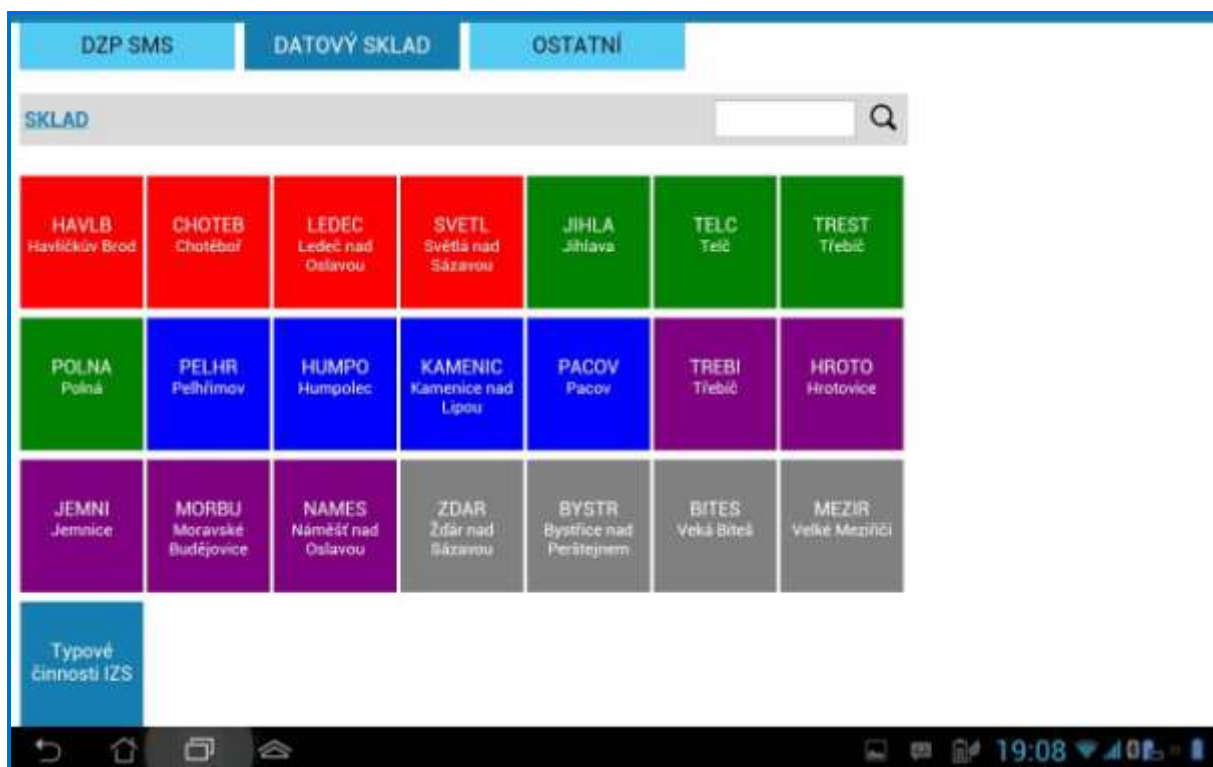 DZP SMS
DATOVÝ SKLAD
OSTATNÍ
SKLAD
HAVLB
Havlíčkův Brod
CHOTEB
Chotěboř
LEDEC
Ledeč nad
Oslavou
SVETL
Světlá nad
Sázavou
JIHLA
Jihlava
TELC
Telč
TREST
Třebíč
POLNA
Polná
PELHR
Pelhřimov
HUMPO
Humpolec
KAMENIC
Kamenice nad
Lipou
PACOV
Pacov
TREBI
Třebíč
HROTO
Hrotovice
JEMNI
Jemnice
MORBU
Moravské
Budějovice
NAMES
Náměšť nad
Oslavou
ZDAR
Žďár nad
Sázavou
BYSTR
Bystřice nad
Perštejnem
BITES
Veká Bíteš
MEZIR
Velké Meziříčí
Typové
činnosti IZS
19:08